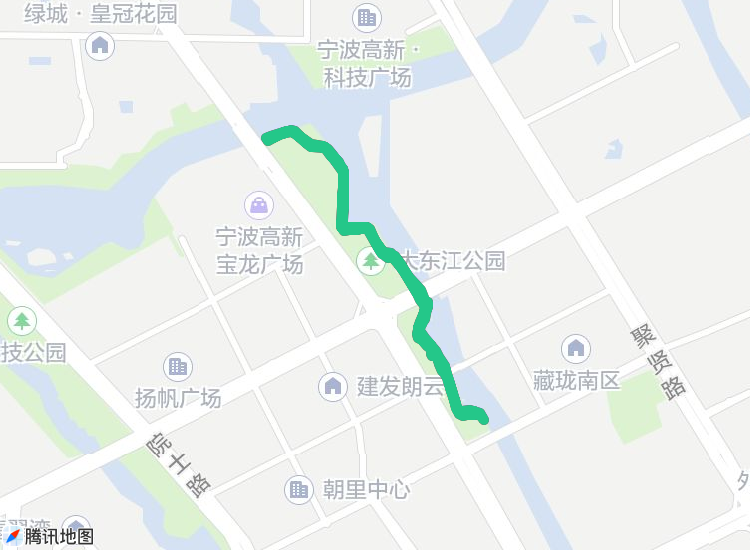 绿城·皇冠花园
宁波高新·
科技广场
宁波高新
宝龙广场
大东江公园
技公园
扬帆广场
建发朗云
藏珑南区
聚贤路
院士路
朝里中心
外
腾讯地图